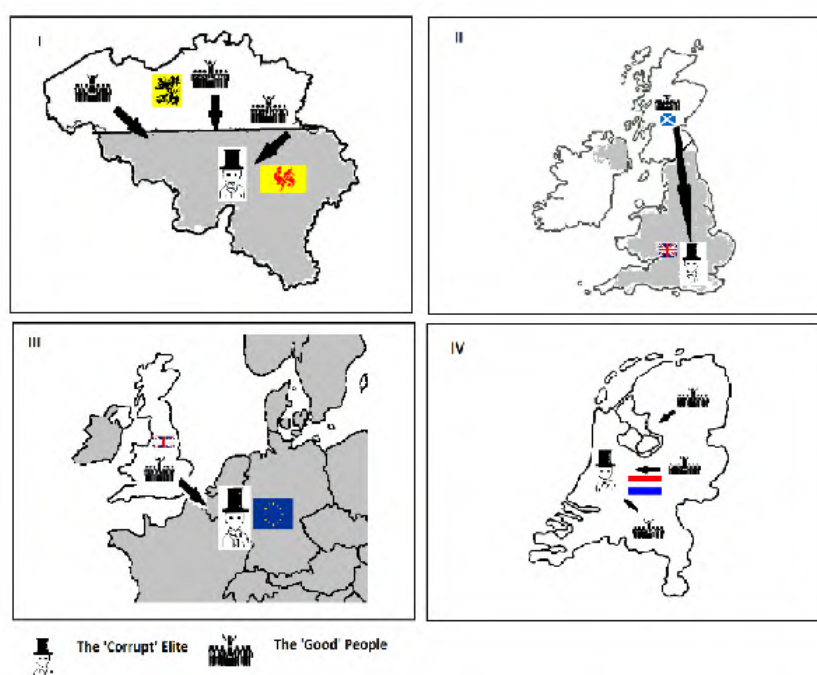 I
II
III
IV
The 'Corrupt' Elite
The 'Good' People